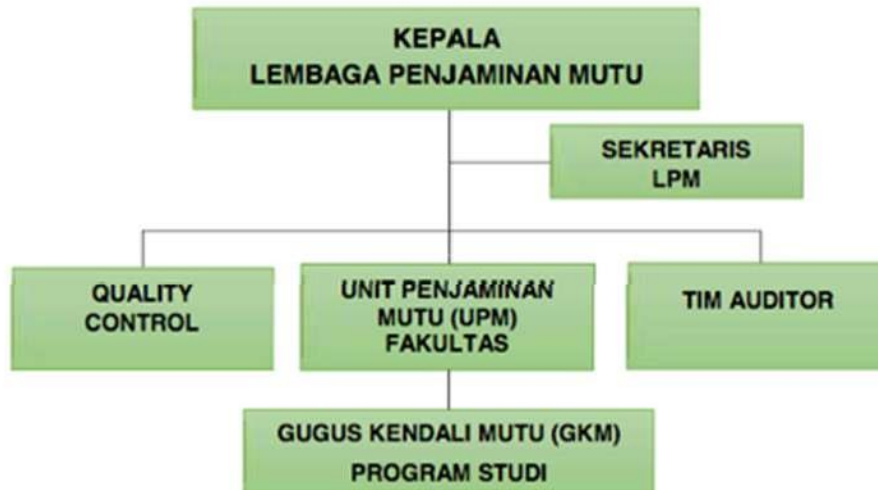 KEPALA
LEMBAGA PENJAMINAN MUTU
SEKRETARIS
LPM
QUALITY
CONTROL
UNIT PENJAMINAN
MUTU (UPM)
FAKULTAS
TIM AUDITOR
GUGUS KENDALI MUTU (GKM)
PROGRAM STUDI